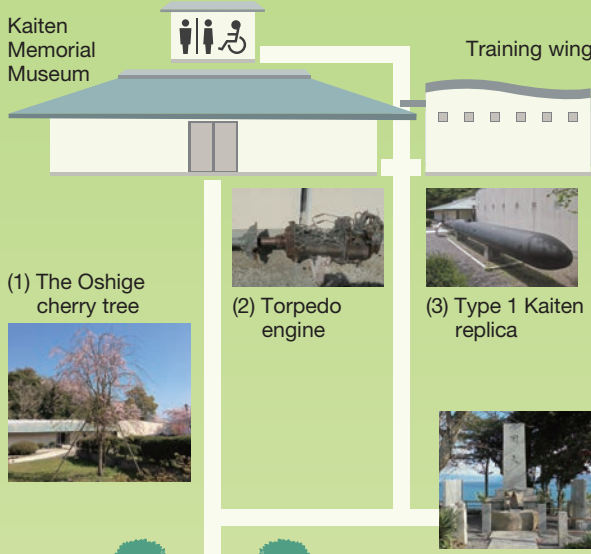 Kaiten
Memorial
Museum
Training wing
(1) The Oshige
cherry tree
(2) Torpedo
engine
(3) Type 1 Kaiten
replica